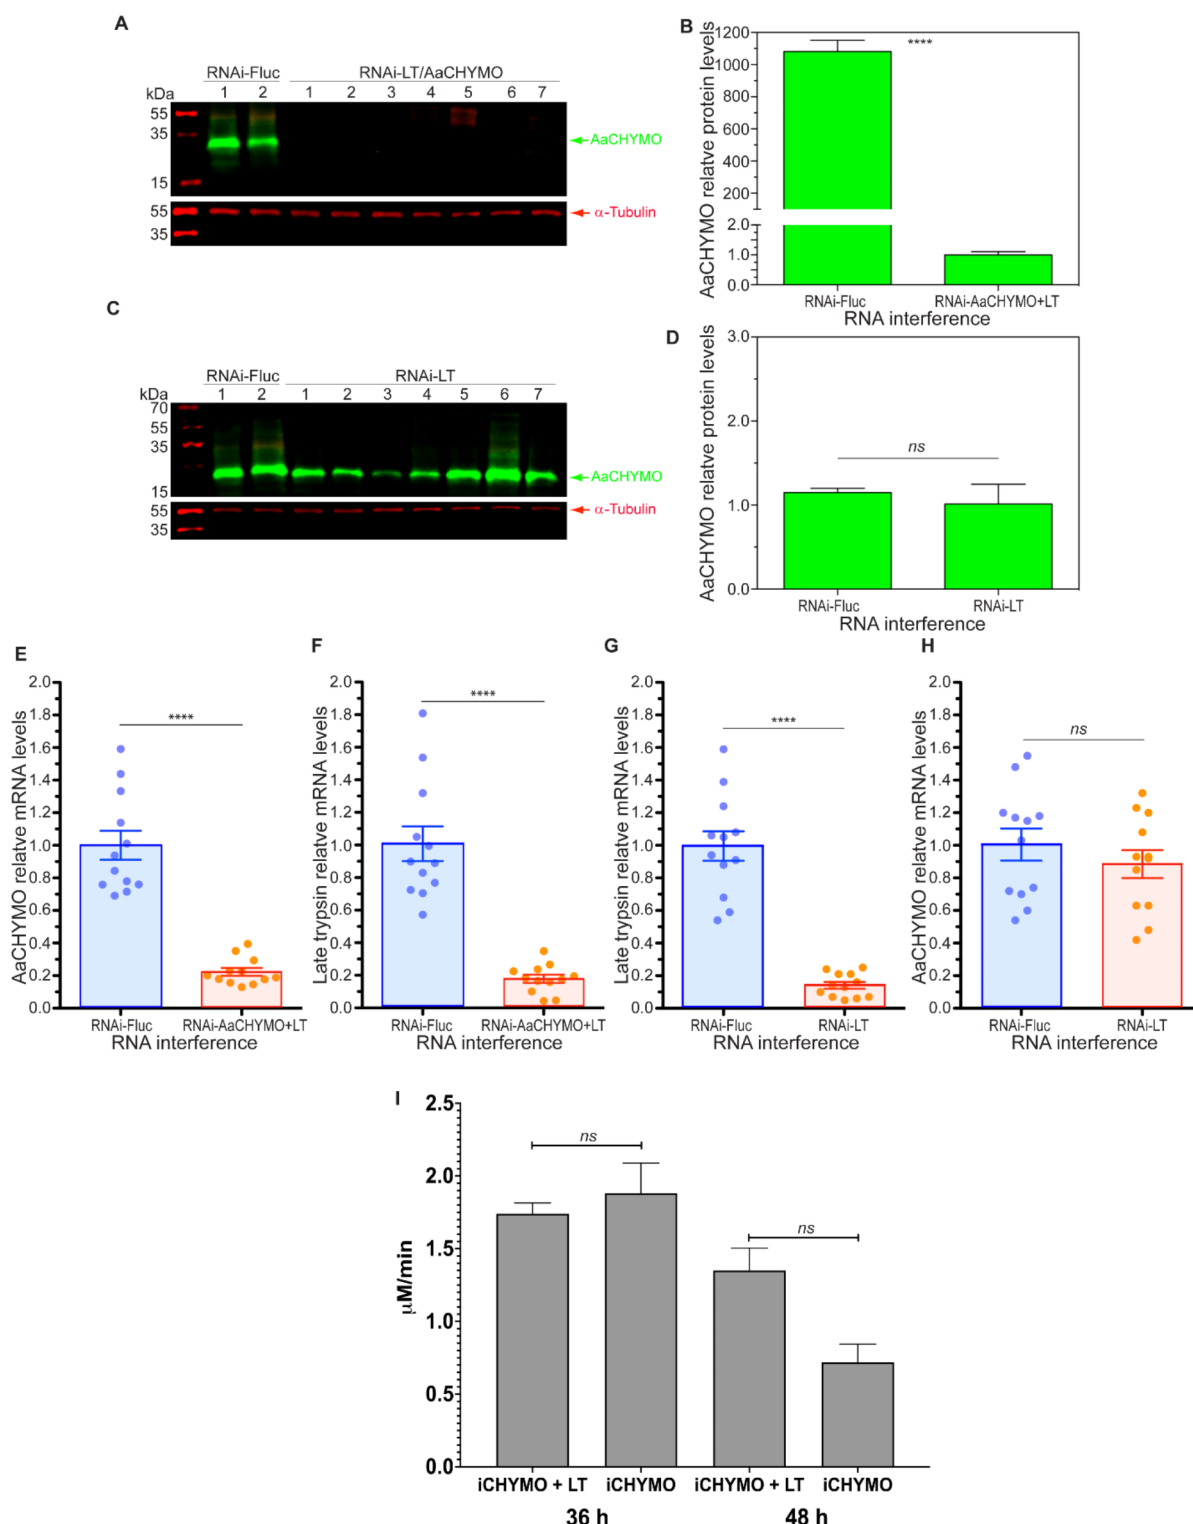 A
RNAi-Fluc RNAi-LT/AaCHYMO
kDa 1 2 1 2 3 4 5 6 7
55
35
AaCHYMO
15
55
α-Tubulin
35
B
AaCHYMO relatve protein levels
1200
1000
800
600
400
200
2.0
1.0
0.0
****
RNAi-Fluc RNAi-AaCHYMO+LT
RNA interference
C
RNAi-Fluc RNAi-LT
kDa 1 2 1 2 3 4 5 6 7
70
55
35
AaCHYMO
15
55
α-Tubulin
35
D
AaCHYMO relatve protein levels
3.0
2.0
1.0
0.0
ns
RNAi-Fluc RNAi-LT
RNA interference
E
AaCHYMO relative mRNA levels
2.0
1.8
1.6
1.4
1.2
1.0
0.8
0.6
0.4
0.2
0.0
****
RNAi-Fluc RNAi-AaCHYMO+LT
RNA interference
F
Late trypsin relative mRNA levels
2.0
1.8
1.6
1.4
1.2
1.0
0.8
0.6
0.4
0.2
0.0
****
RNAi-Fluc RNAi-AaCHYMO+LT
RNA interference
G
Late trypsin relative mRNA levels
2.0
1.8
1.6
1.4
1.2
1.0
0.8
0.6
0.4
0.2
0.0
****
RNAi-Fluc RNAi-LT
RNA interference
H
AaCHYMO relative mRNA levels
2.0
1.8
1.6
1.4
1.2
1.0
0.8
0.6
0.4
0.2
0.0
ns
RNAi-Fluc RNAi-LT
RNA interference
I
µM/min
2.5
2.0
1.5
1.0
0.5
0.0
ns
ns
iCHYMO + LT iCHYMO iCHYMO + LT iCHYMO
36 h 48 h